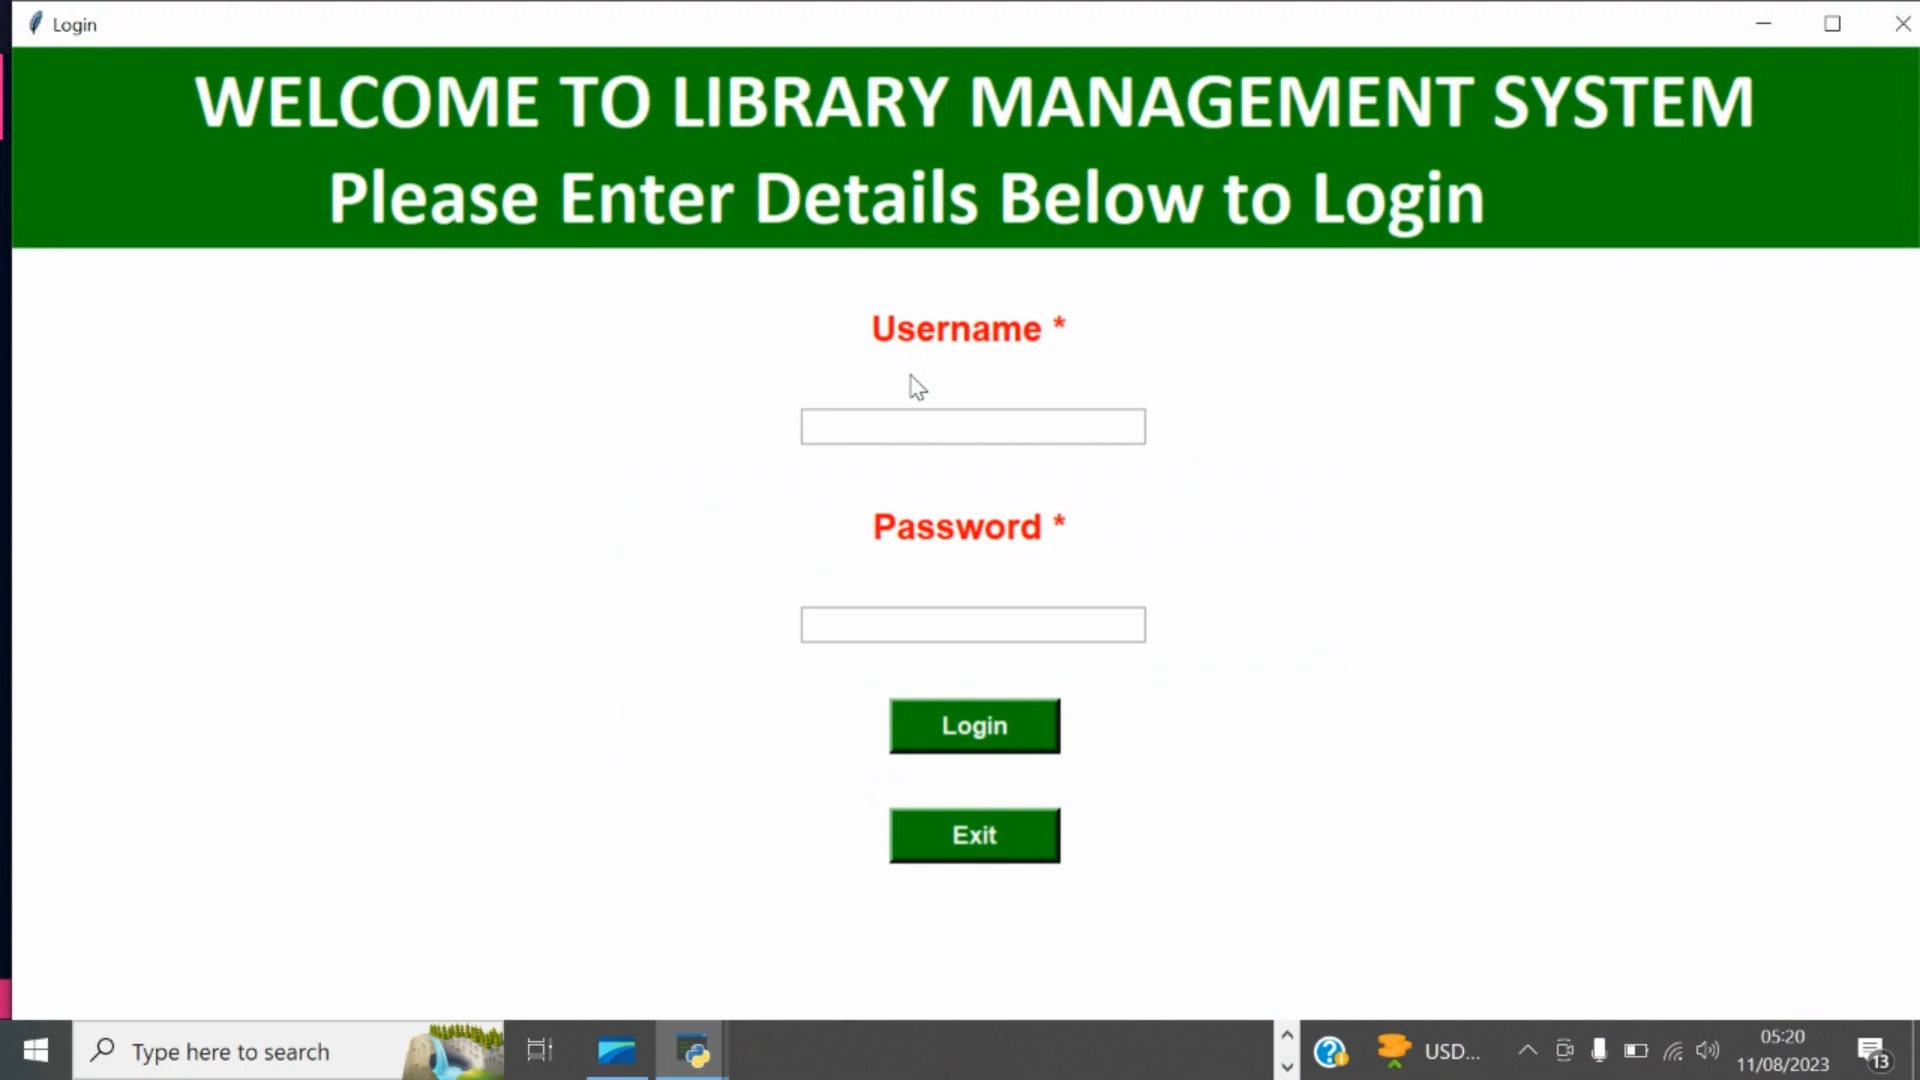 Login
WELCOME TO LIBRARY MANAGEMENT SYSTEM
Please Enter Details Below to Login
Username *
Password *
Login
Exit
Type here to search
USD...
05:20
11/08/2023
13